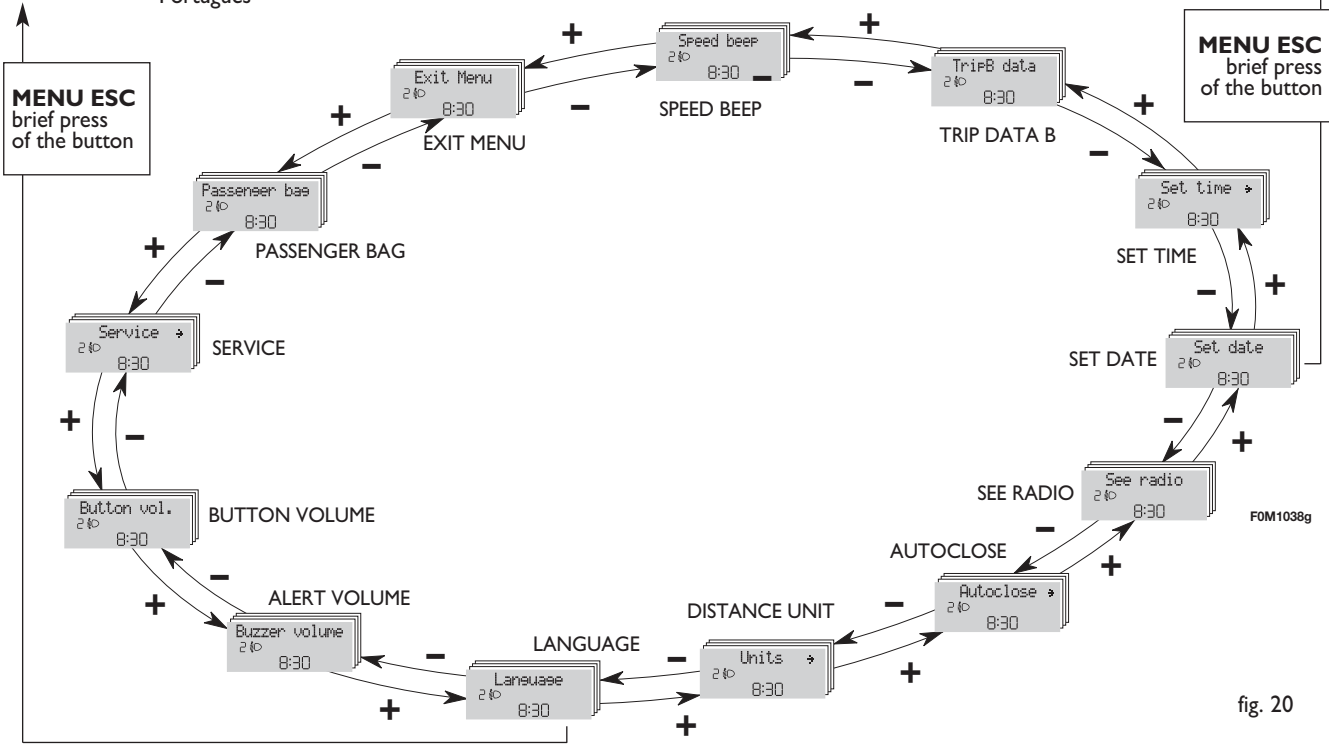 Português
MENU ESC
brief press
of the button
MENU ESC
brief press
of the button
+
Speed beep
8:30
SPEED BEEP
+
–
–
Exit Menu
8:30
EXIT MENU
TripB data
8:30
TRIP DATA B
+
–
+
–
Passenger bag
8:30
PASSENGER BAG
Set time
8:30
SET TIME
+
–
–
+
Service
8:30
SERVICE
Set date
8:30
SET DATE
+
–
–
+
Button vol.
8:30
BUTTON VOLUME
See radio
8:30
SEE RADIO
F0M1038g
–
+
–
+
Buzzer volume
8:30
ALERT VOLUME
Autoclose
8:30
AUTOCLOSE
–
+
–
+
Language
8:30
LANGUAGE
–
+
Units
8:30
DISTANCE UNIT
fig. 20